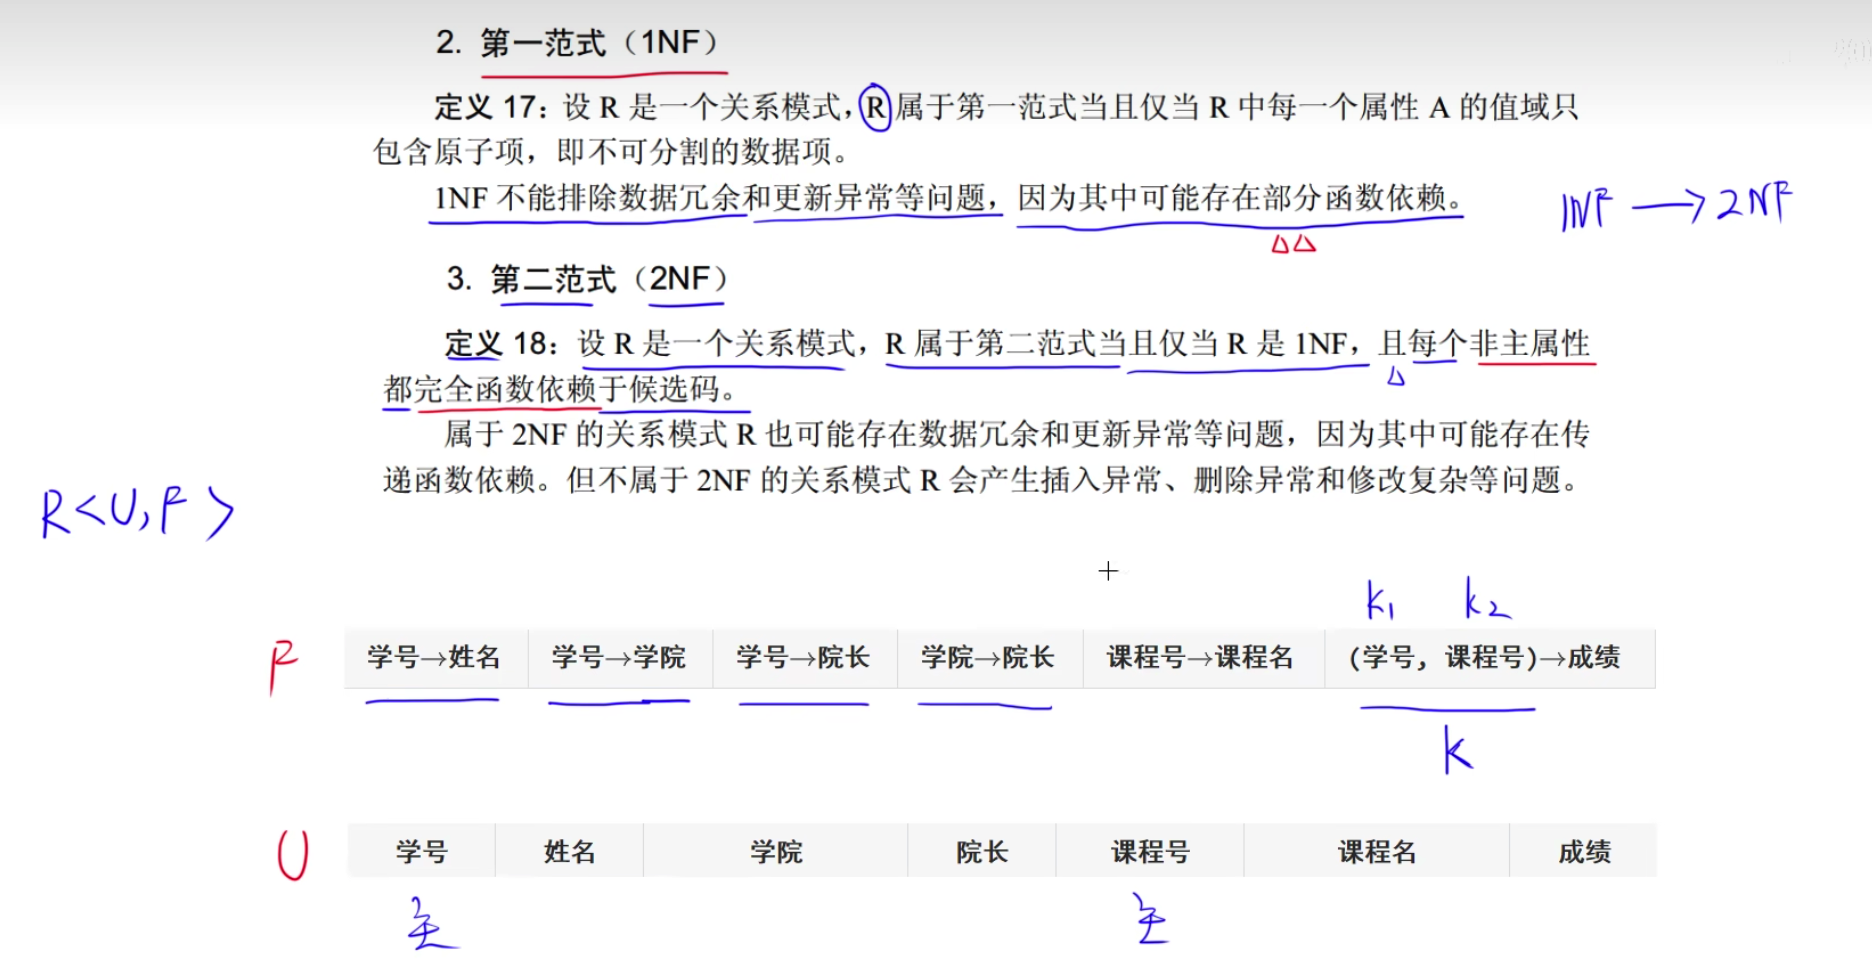 2. 第一范式（1NF）
定义 17：设 R 是一个关系模式，R 属于第一范式当且仅当 R 中每一个属性 A 的值域只
包含原子项，即不可分割的数据项。
1NF 不能排除数据冗余和更新异常等问题，因为其中可能存在部分函数依赖。
1NF → 2NF
3. 第二范式（2NF）
定义 18：设 R 是一个关系模式，R 属于第二范式当且仅当 R 是 1NF，且每个非主属性
都完全函数依赖于候选码。
属于 2NF 的关系模式 R 也可能存在数据冗余和更新异常等问题，因为其中可能存在传
递函数依赖。但不属于 2NF 的关系模式 R 会产生插入异常、删除异常和修改复杂等问题。
R<U,F>
k1 k2
F 学号→姓名 学号→学院 学号→院长 学院→院长 课程号→课程名 (学号，课程号)→成绩
k
U 学号 姓名 学院 院长 课程号 课程名 成绩
主 主